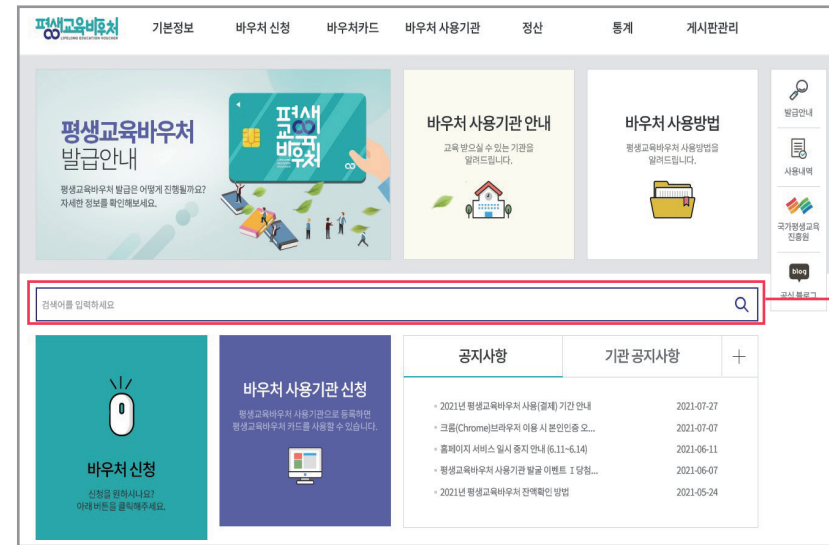 평생교육바우처
LIFELONG EDUCATION VOUCHER
기본정보
바우처 신청
바우처카드
바우처 사용기관
정산
통계
게시판관리
평생교육바우처
발급안내
평생교육바우처 발급은 어떻게 진행될까요?
자세한 정보를 확인해보세요.
평생
교육
바우처
바우처 사용기관 안내
교육 받으실 수 있는 기관을
알려드립니다.
바우처 사용방법
평생교육바우처 사용방법을
알려드립니다.
발급안내
사용내역
국가평생교육
진흥원
blog
공식 블로그
검색어를 입력하세요
바우처 신청
신청을 원하시나요?
아래 버튼을 클릭해주세요.
바우처 사용기관 신청
평생교육바우처 사용기관으로 등록하면
평생교육바우처 카드를 사용할 수 있습니다.
공지사항
기관 공지사항
2021년 평생교육바우처 사용(결제) 기간 안내 2021-07-27
크롬(Chrome)브라우저 이용 시 본인인증 오... 2021-07-07
홈페이지 서비스 일시 중지 안내 (6.11~6.14) 2021-06-11
평생교육바우처 사용기관 발굴 이벤트 Ⅰ 당첨... 2021-06-07
2021년 평생교육바우처 잔액확인 방법 2021-05-24